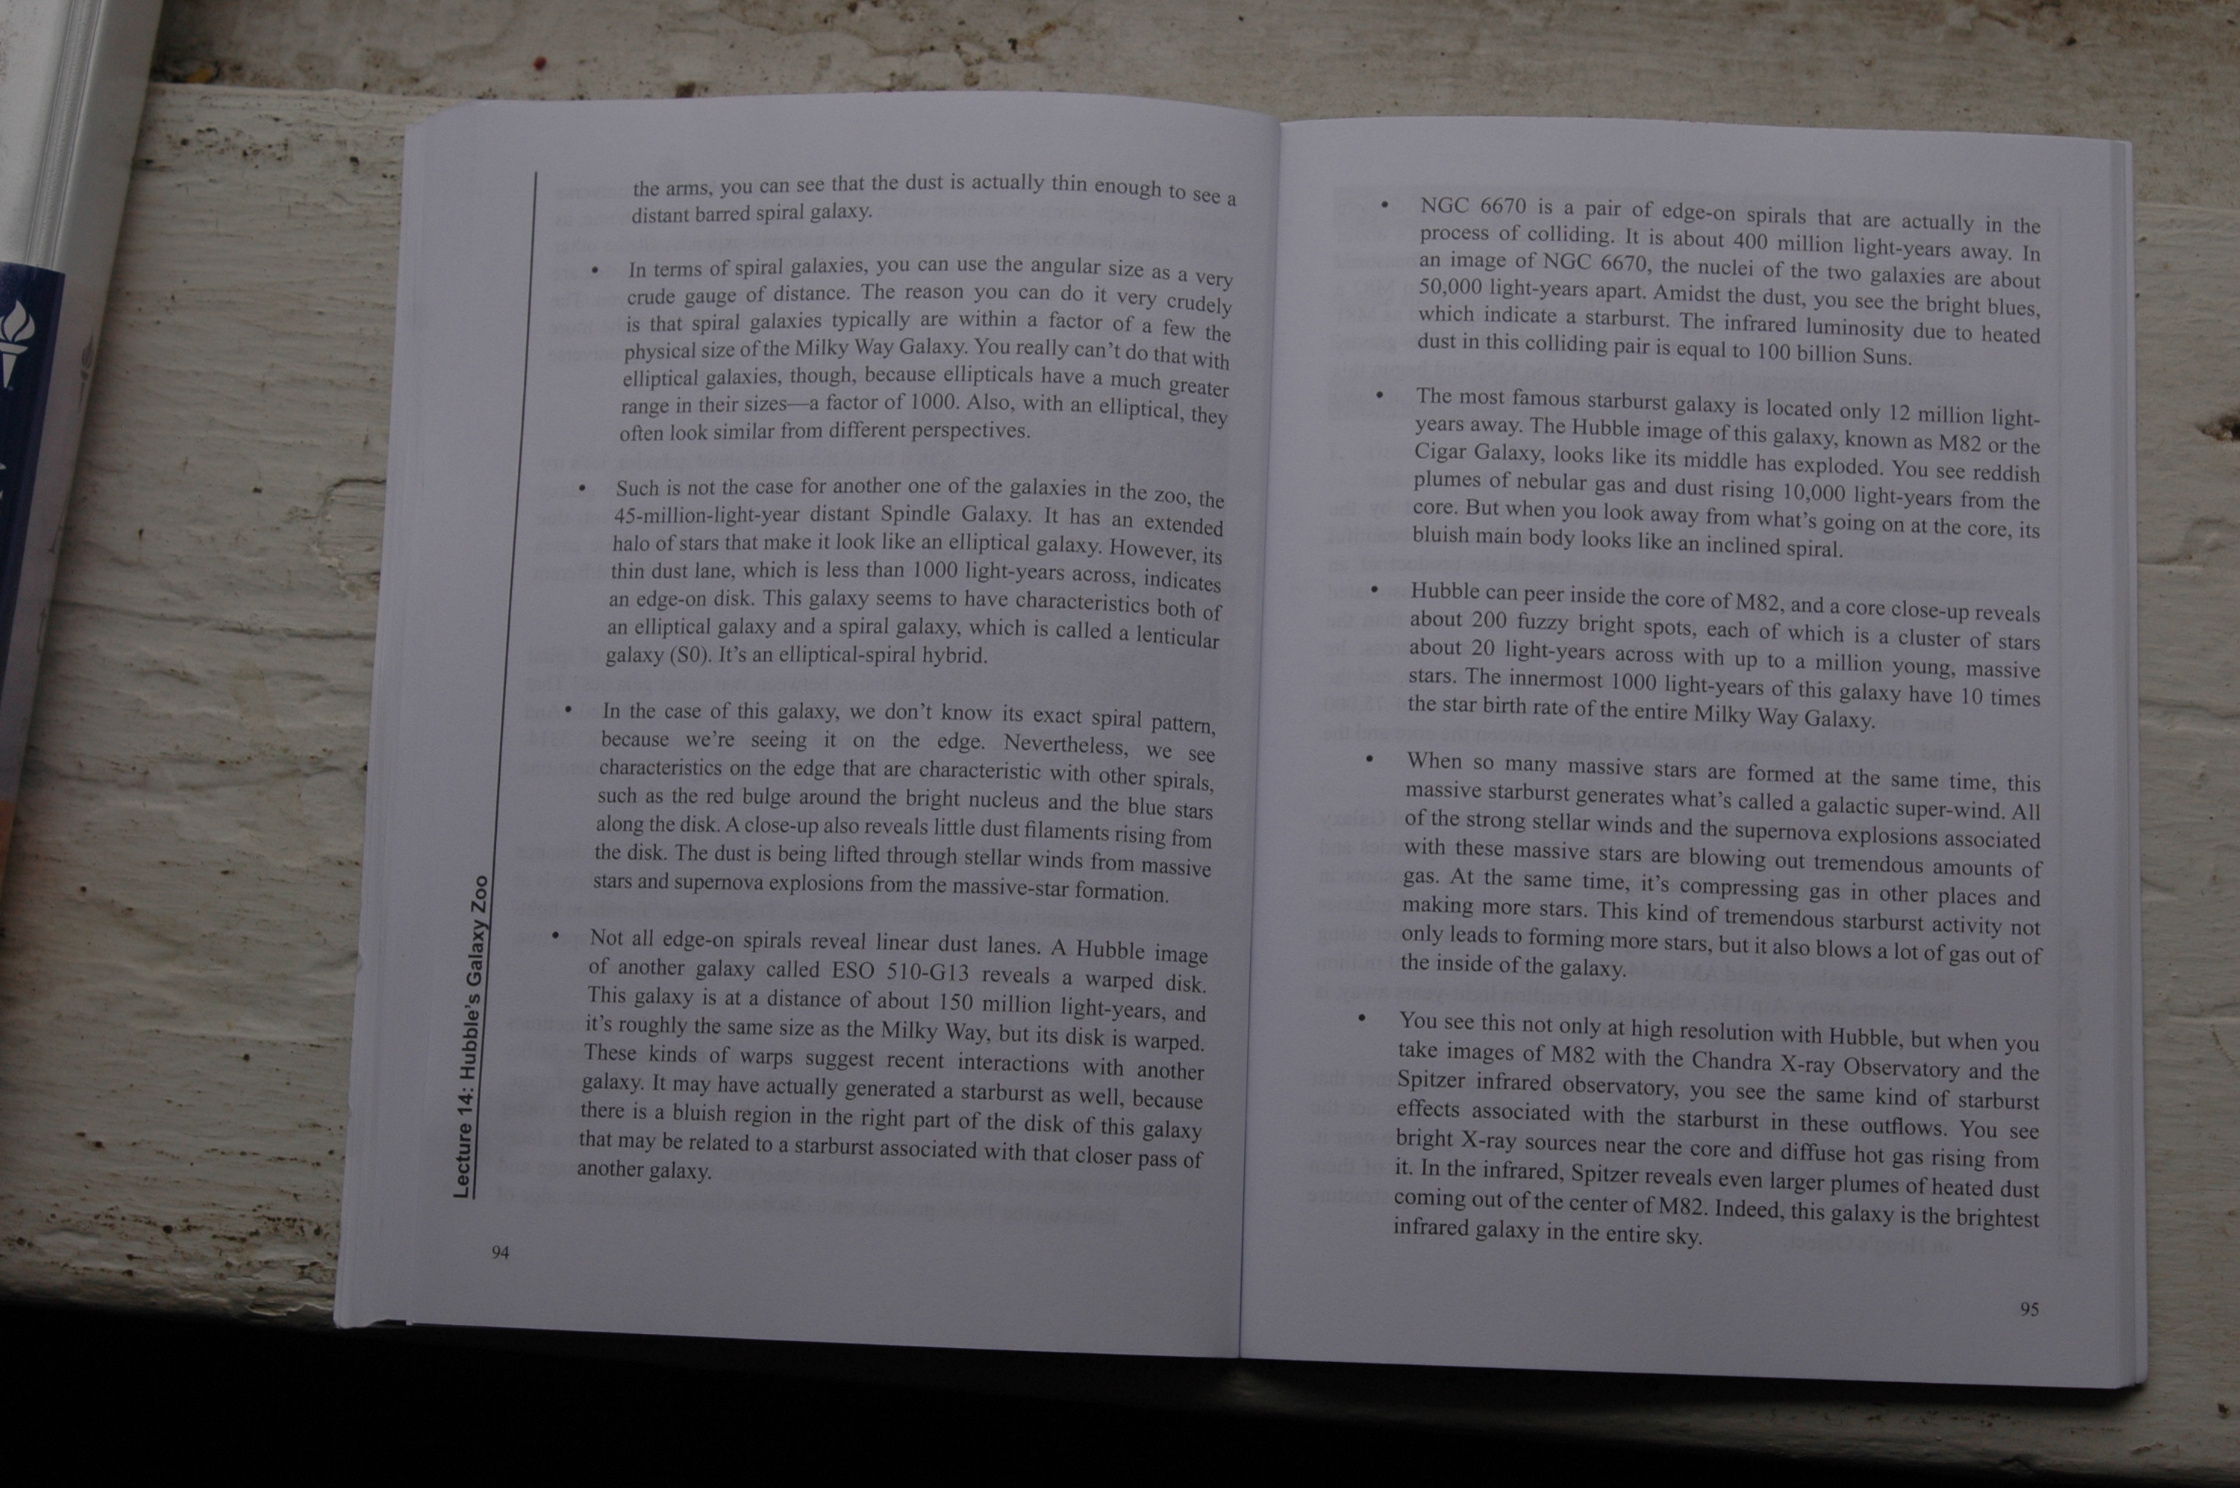 the arms, you can see that the dust is actually thin enough to see a
distant barred spiral galaxy.
• In terms of spiral galaxies, you can use the angular size as a very
crude gauge of distance. The reason you can do it very crudely
is that spiral galaxies typically are within a factor of a few the
physical size of the Milky Way Galaxy. You really can't do that with
elliptical galaxies, though, because ellipticals have a much greater
range in their sizes—a factor of 1000. Also, with an elliptical, they
often look similar from different perspectives.
• Such is not the case for another one of the galaxies in the zoo, the
45-million-light-year distant Spindle Galaxy. It has an extended
halo of stars that make it look like an elliptical galaxy. However, its
thin dust lane, which is less than 1000 light-years across, indicates
an edge-on disk. This galaxy seems to have characteristics both of
an elliptical galaxy and a spiral galaxy, which is called a lenticular
galaxy (S0). It's an elliptical-spiral hybrid.
• In the case of this galaxy, we don't know its exact spiral pattern,
because we're seeing it on the edge. Nevertheless, we see
characteristics on the edge that are characteristic with other spirals,
such as the red bulge around the bright nucleus and the blue stars
along the disk. A close-up also reveals little dust filaments rising from
the disk. The dust is being lifted through stellar winds from massive
stars and supernova explosions from the massive-star formation.
• Not all edge-on spirals reveal linear dust lanes. A Hubble image
of another galaxy called ESO 510-G13 reveals a warped disk.
This galaxy is at a distance of about 150 million light-years, and
it's roughly the same size as the Milky Way, but its disk is warped.
These kinds of warps suggest recent interactions with another
galaxy. It may have actually generated a starburst as well, because
there is a bluish region in the right part of the disk of this galaxy
that may be related to a starburst associated with that closer pass of
another galaxy.
Lecture 14: Hubble's Galaxy Zoo
94
• NGC 6670 is a pair of edge-on spirals that are actually in the
process of colliding. It is about 400 million light-years away. In
an image of NGC 6670, the nuclei of the two galaxies are about
50,000 light-years apart. Amidst the dust, you see the bright blues,
which indicate a starburst. The infrared luminosity due to heated
dust in this colliding pair is equal to 100 billion Suns.
• The most famous starburst galaxy is located only 12 million light-
years away. The Hubble image of this galaxy, known as M82 or the
Cigar Galaxy, looks like its middle has exploded. You see reddish
plumes of nebular gas and dust rising 10,000 light-years from the
core. But when you look away from what's going on at the core, its
bluish main body looks like an inclined spiral.
• Hubble can peer inside the core of M82, and a core close-up reveals
about 200 fuzzy bright spots, each of which is a cluster of stars
about 20 light-years across with up to a million young, massive
stars. The innermost 1000 light-years of this galaxy have 10 times
the star birth rate of the entire Milky Way Galaxy.
• When so many massive stars are formed at the same time, this
massive starburst generates what's called a galactic super-wind. All
of the strong stellar winds and the supernova explosions associated
with these massive stars are blowing out tremendous amounts of
gas. At the same time, it's compressing gas in other places and
making more stars. This kind of tremendous starburst activity not
only leads to forming more stars, but it also blows a lot of gas out of
the inside of the galaxy.
• You see this not only at high resolution with Hubble, but when you
take images of M82 with the Chandra X-ray Observatory and the
Spitzer infrared observatory, you see the same kind of starburst
effects associated with the starburst in these outflows. You see
bright X-ray sources near the core and diffuse hot gas rising from
it. In the infrared, Spitzer reveals even larger plumes of heated dust
coming out of the center of M82. Indeed, this galaxy is the brightest
infrared galaxy in the entire sky.
95